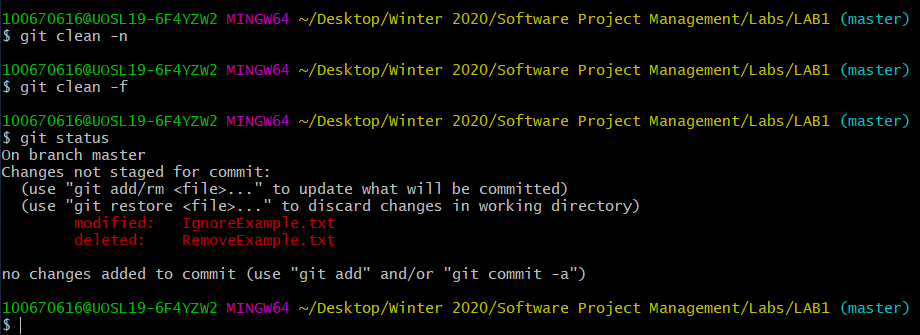 100670616@UOSL19-6F4YZW2 MINGW64 ~/Desktop/Winter 2020/Software Project Management/Labs/LAB1 (master)
$ git clean -n
100670616@UOSL19-6F4YZW2 MINGW64 ~/Desktop/Winter 2020/Software Project Management/Labs/LAB1 (master)
$ git clean -f
100670616@UOSL19-6F4YZW2 MINGW64 ~/Desktop/Winter 2020/Software Project Management/Labs/LAB1 (master)
$ git status
On branch master
Changes not staged for commit:
  (use "git add/rm <file>..." to update what will be committed)
  (use "git restore <file>..." to discard changes in working directory)
        modified:   IgnoreExample.txt
        deleted:    RemoveExample.txt
no changes added to commit (use "git add" and/or "git commit -a")
100670616@UOSL19-6F4YZW2 MINGW64 ~/Desktop/Winter 2020/Software Project Management/Labs/LAB1 (master)
$